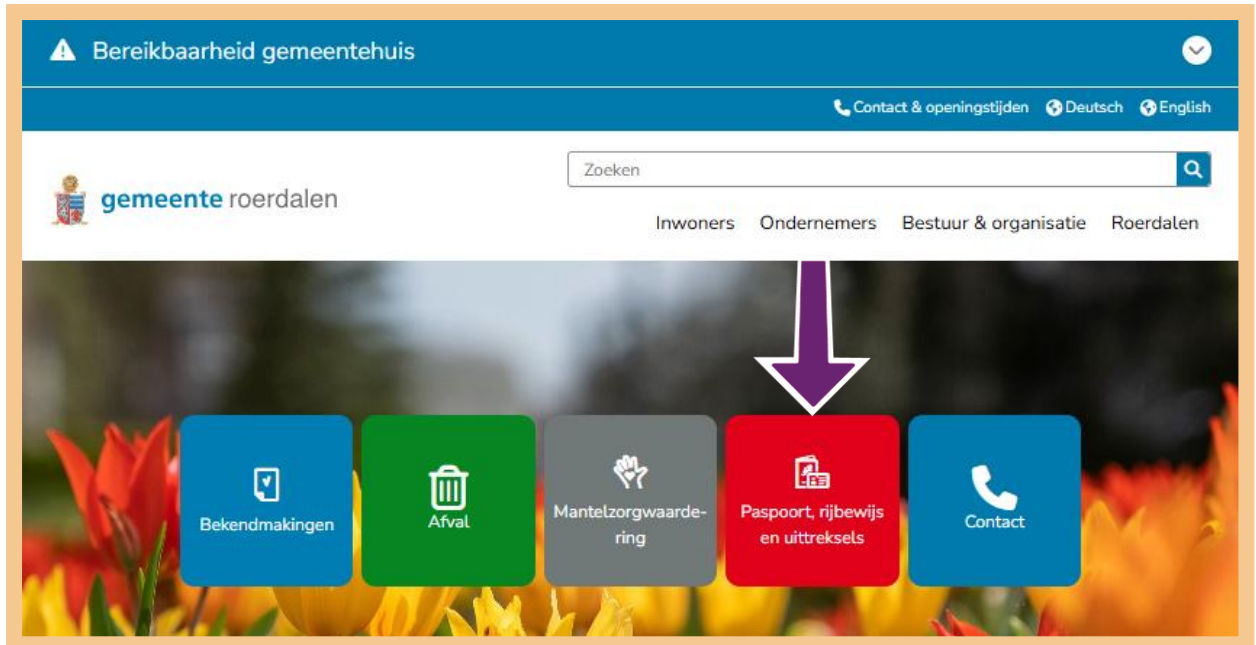 Bereikbaarheid gemeentehuis
Contact & openingstijden Deutsch English
Zoeken
gemeente roerdalen
Inwoners Ondernemers Bestuur & organisatie Roerdalen
Bekendmakingen
Afval
Mantelzorgwaarde-
ring
Paspoort, rijbewijs
en uittreksels
Contact